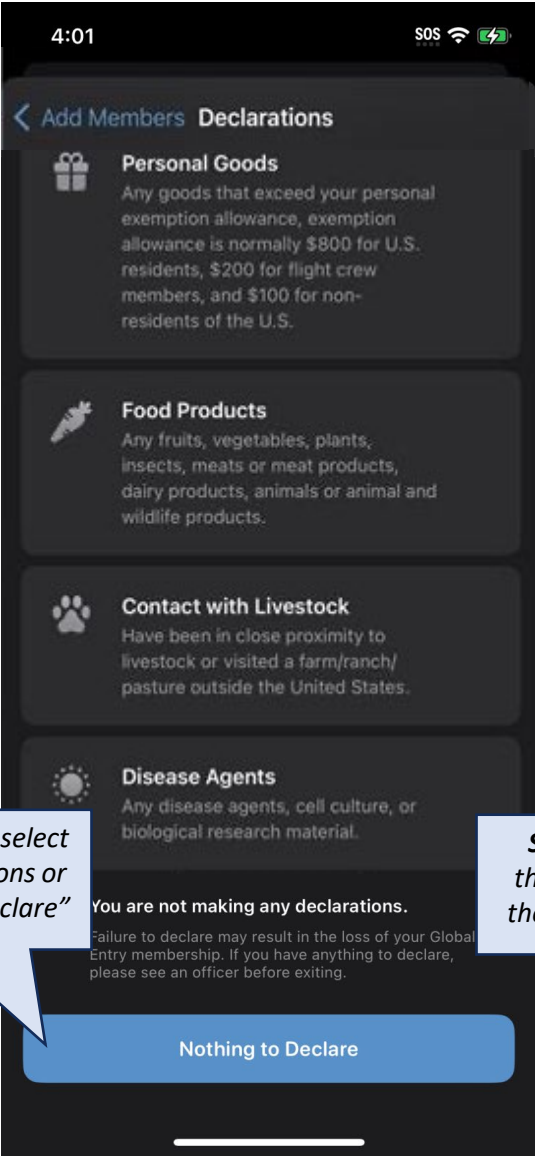 4:01
SOS
Add Members Declarations
Personal Goods
Any goods that exceed your personal
exemption allowance, exemption
allowance is normally $800 for U.S.
residents, $200 for flight crew
members, and $100 for non-
residents of the U.S.
Food Products
Any fruits, vegetables, plants,
insects, meats or meat products,
dairy products, animals or animal and
wildlife products.
Contact with Livestock
Have been in close proximity to
livestock or visited a farm/ranch/
pasture outside the United States.
Disease Agents
Any disease agents, cell culture, or
biological research material.
select
or
You are not making any declarations.
Failure to declare may result in the loss of your Global
Entry membership. If you have anything to declare,
please see an officer before exiting.
Nothing to Declare